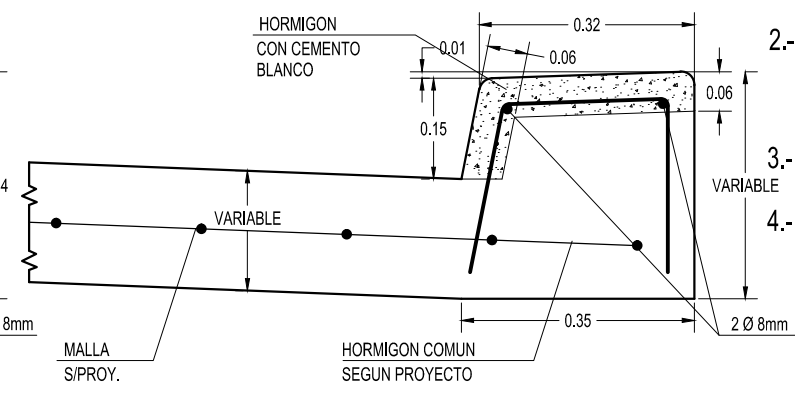 HORMIGON
CON CEMENTO
BLANCO
0.32
0.01
0.06
2.-
0.15
0.06
3.-
4
VARIABLE
VARIABLE
4.-
8mm
0.35
2 Ø 8mm
MALLA
S/PROY.
HORMIGON COMUN
SEGUN PROYECTO